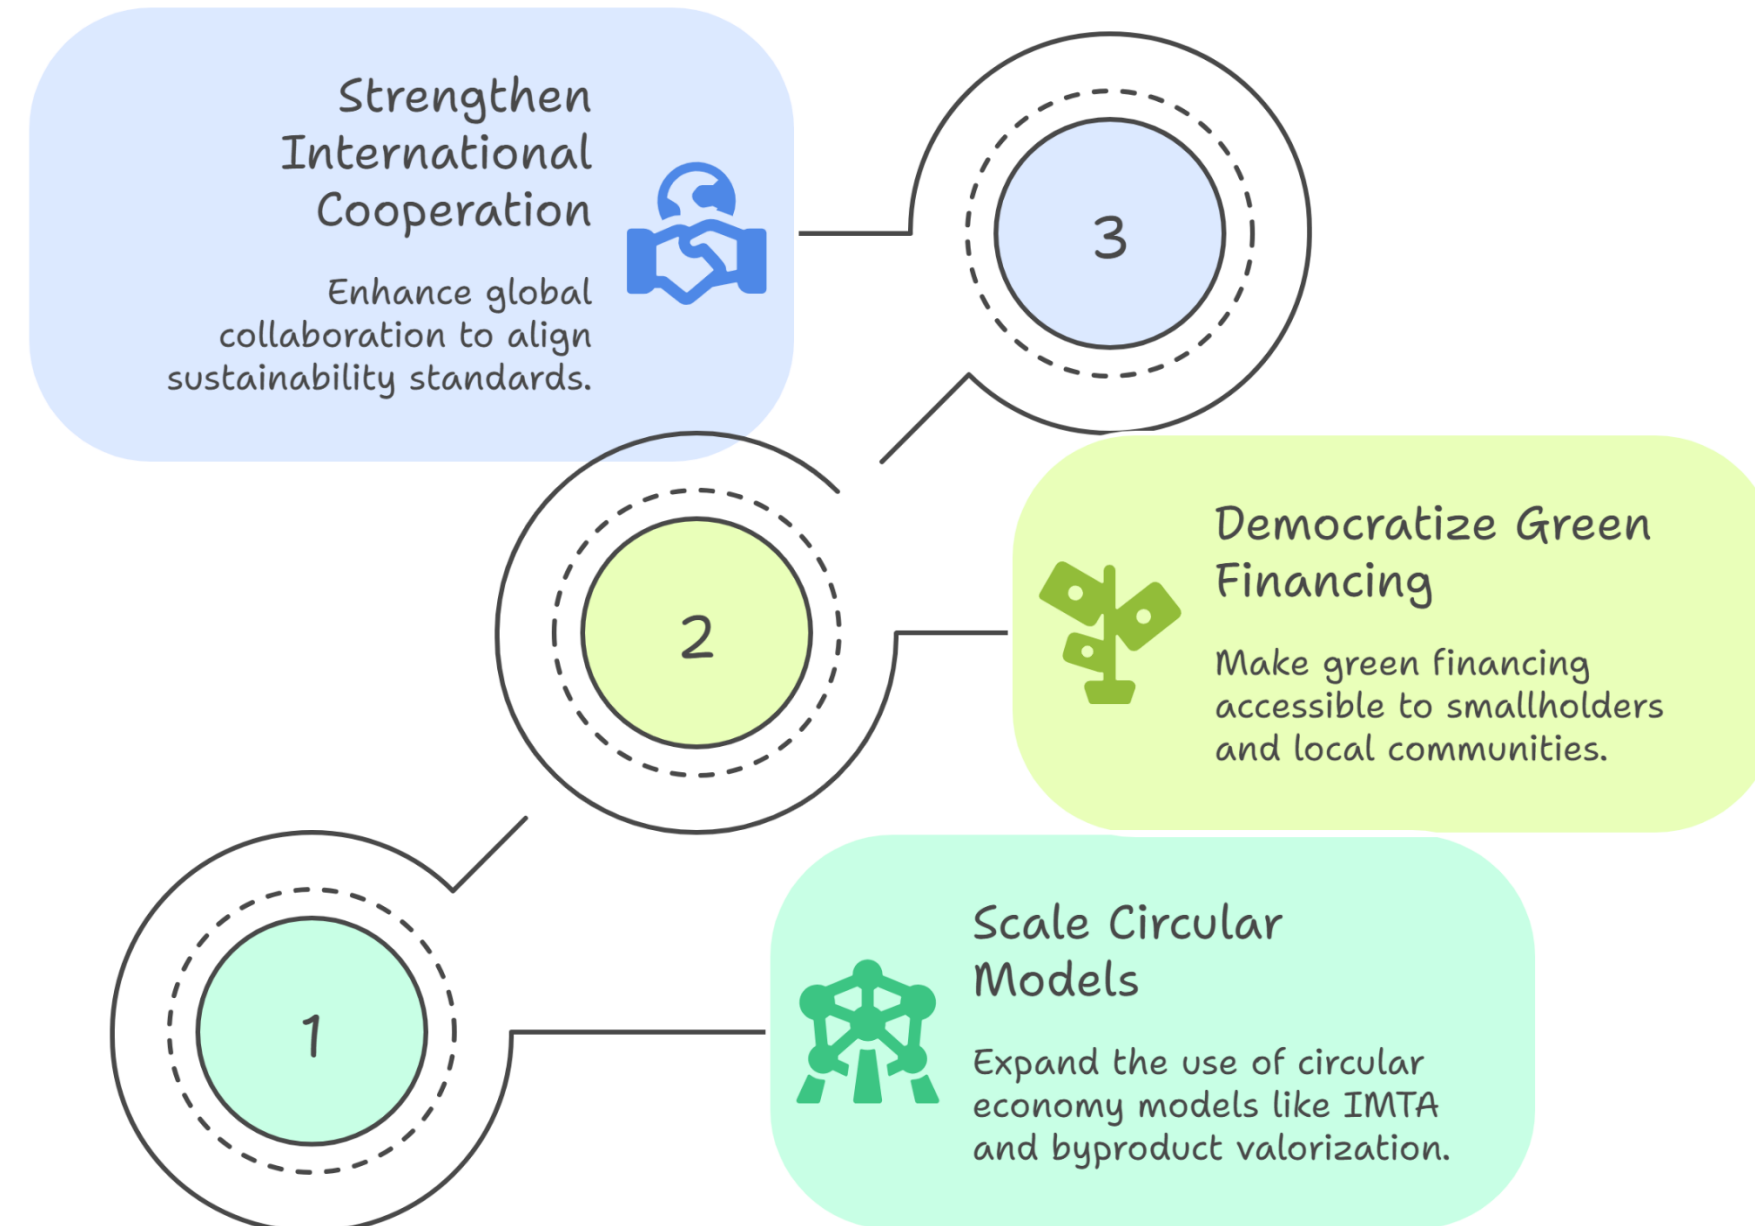 Strengthen
International
Cooperation
Enhance global
collaboration to align
sustainability standards.
3
2
Democratize Green
Financing
Make green financing
accessible to smallholders
and local communities.
1
Scale Circular
Models
Expand the use of circular
economy models like IMTA
and byproduct valorization.